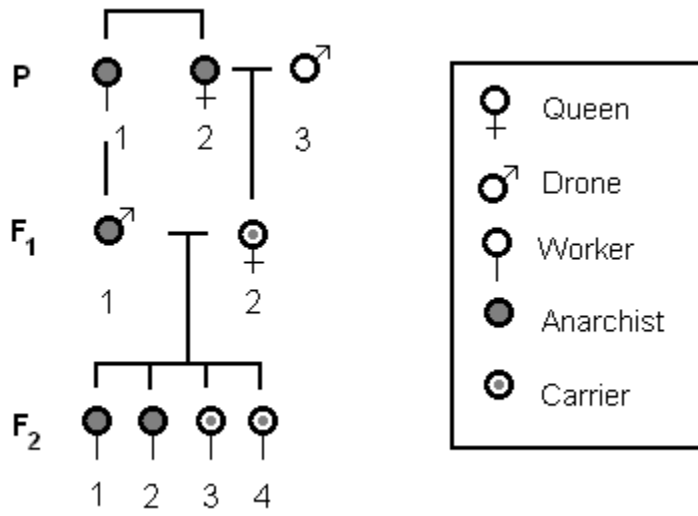 P
1 2 3
F1
1 2
F2
1 2 3 4
Queen
Drone
Worker
Anarchist
Carrier